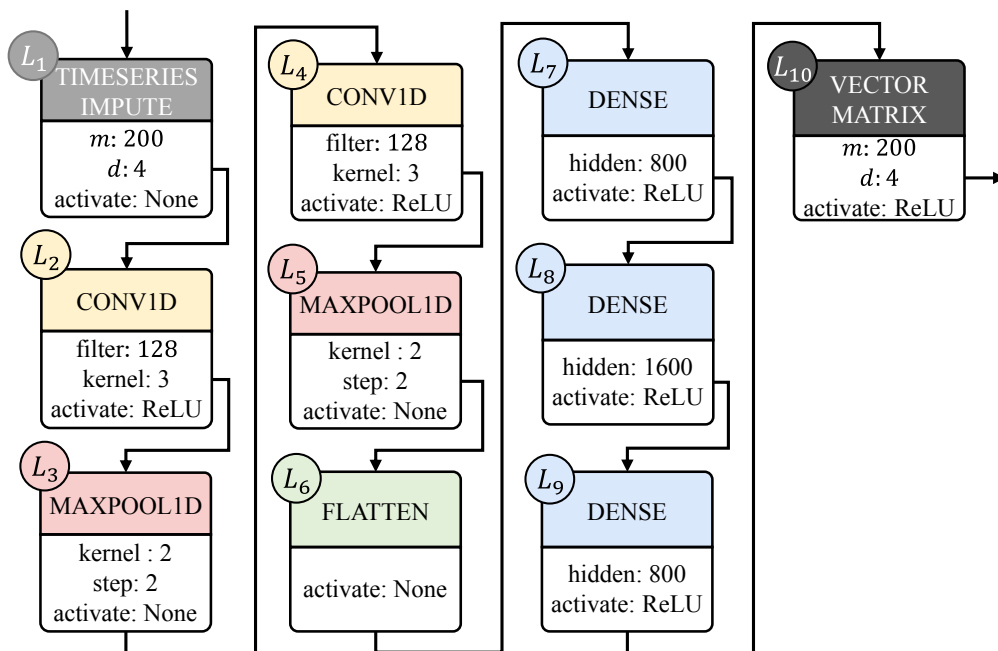 L1
TIMESERIES
IMPUTE
m: 200
d: 4
activate: None
L2
CONV1D
filter: 128
kernel: 3
activate: ReLU
L3
MAXPOOL1D
kernel : 2
step: 2
activate: None
L4
CONV1D
filter: 128
kernel: 3
activate: ReLU
L5
MAXPOOL1D
kernel : 2
step: 2
activate: None
L6
FLATTEN
activate: None
L7
DENSE
hidden: 800
activate: ReLU
L8
DENSE
hidden: 1600
activate: ReLU
L9
DENSE
hidden: 800
activate: ReLU
L10
VECTOR
MATRIX
m: 200
d: 4
activate: ReLU